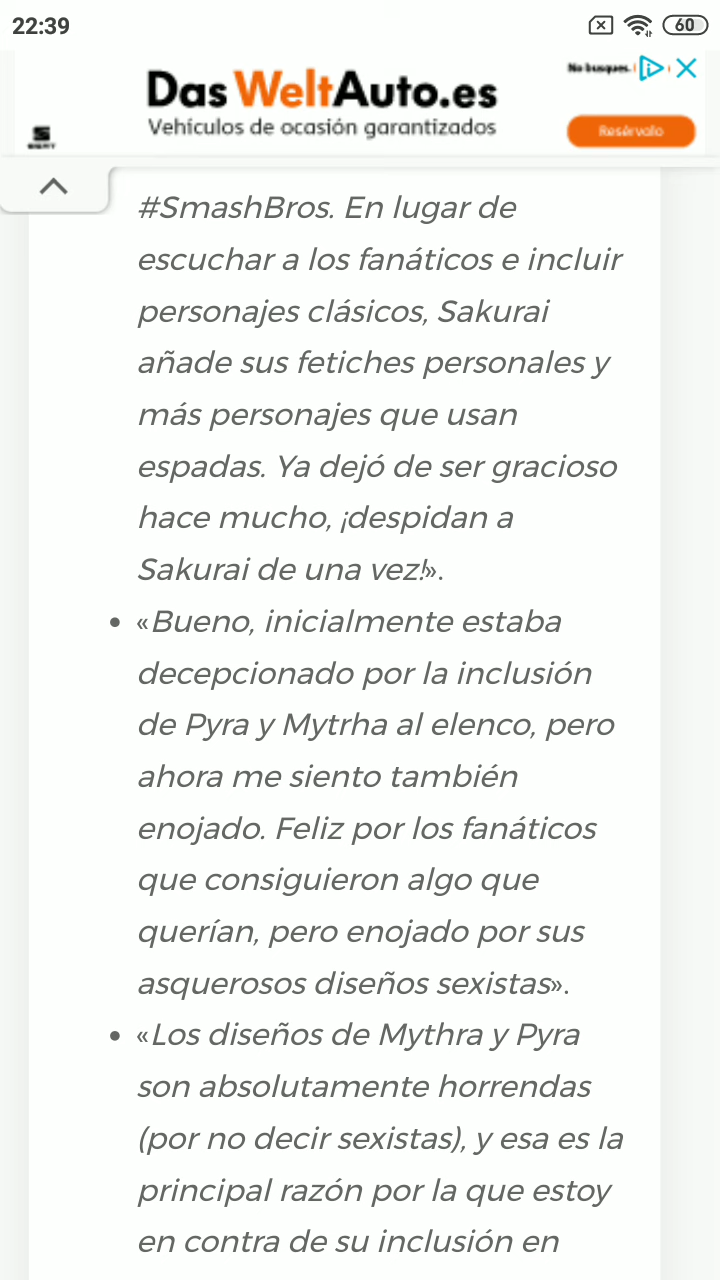 22:39
60
DasWeltAuto.es
Vehículos de ocasión garantizados
No busques.
Resérvalo
#SmashBros. En lugar de
escuchar a los fanáticos e incluir
personajes clásicos, Sakurai
añade sus fetiches personales y
más personajes que usan
espadas. Ya dejó de ser gracioso
hace mucho, ¡despidan a
Sakurai de una vez!».
• «Bueno, inicialmente estaba
decepcionado por la inclusión
de Pyra y Mytrha al elenco, pero
ahora me siento también
enojado. Feliz por los fanáticos
que consiguieron algo que
querían, pero enojado por sus
asquerosos diseños sexistas».
• «Los diseños de Mythra y Pyra
son absolutamente horrendas
(por no decir sexistas), y esa es la
principal razón por la que estoy
en contra de su inclusión en